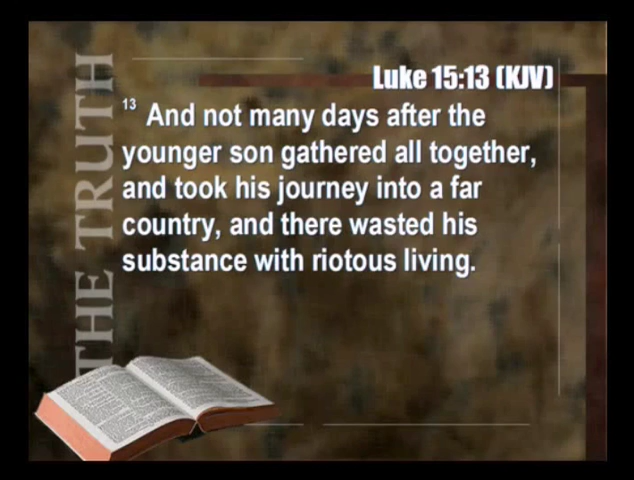 THE TRUTH
Luke 15:13 (KJV)
13 And not many days after the
younger son gathered all together,
and took his journey into a far
country, and there wasted his
substance with riotous living.